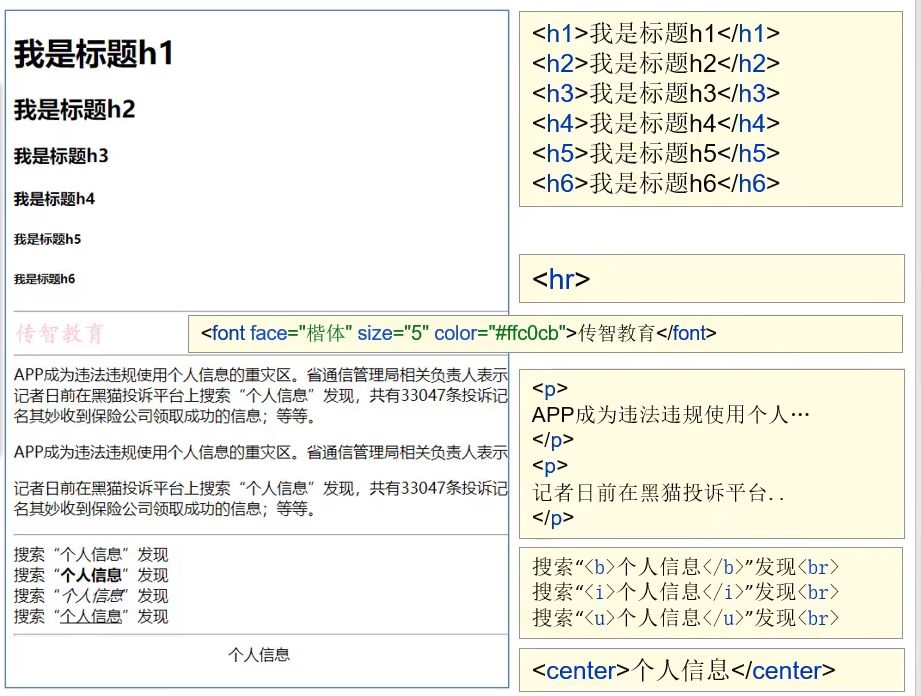 我是标题h1
我是标题h2
我是标题h3
我是标题h4
我是标题h5
我是标题h6
传智教育
APP成为违法违规使用个人信息的重灾区。省通信管理局相关负责人表示
记者日前在黑猫投诉平台上搜索“个人信息”发现，共有33047条投诉记
名其妙收到保险公司领取成功的信息；等等。
APP成为违法违规使用个人信息的重灾区。省通信管理局相关负责人表示
记者日前在黑猫投诉平台上搜索“个人信息”发现，共有33047条投诉记
名其妙收到保险公司领取成功的信息；等等。
搜索“个人信息”发现
搜索“个人信息”发现
搜索“个人信息”发现
搜索“个人信息”发现
个人信息
<h1>我是标题h1</h1>
<h2>我是标题h2</h2>
<h3>我是标题h3</h3>
<h4>我是标题h4</h4>
<h5>我是标题h5</h5>
<h6>我是标题h6</h6>
<hr>
<font face="楷体" size="5" color="#ffc0cb">传智教育</font>
<p>
APP成为违法违规使用个人…
</p>
<p>
记者日前在黑猫投诉平台..
</p>
搜索“<b>个人信息</b>”发现<br>
搜索“<i>个人信息</i>”发现<br>
搜索“<u>个人信息</u>”发现<br>
<center>个人信息</center>